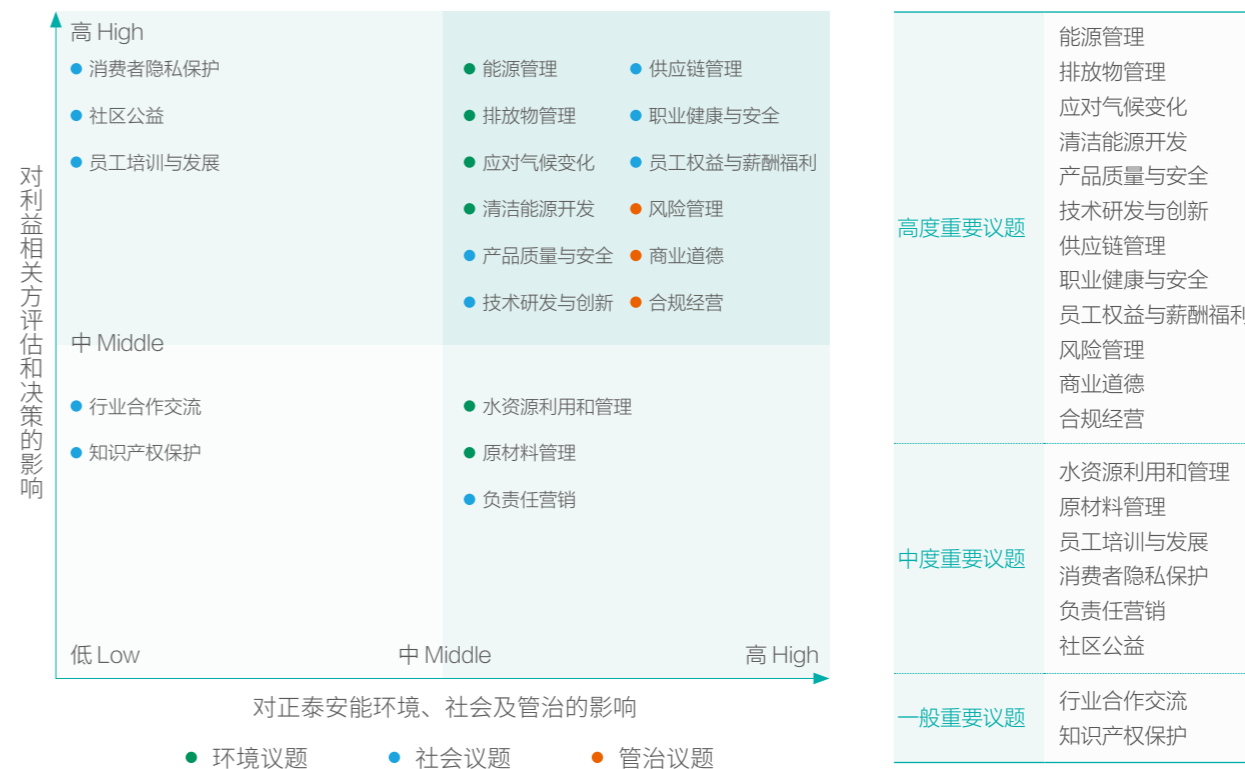 高 High
消费者隐私保护
社区公益
员工培训与发展
能源管理
排放物管理
应对气候变化
清洁能源开发
产品质量与安全
技术研发与创新
供应链管理
职业健康与安全
员工权益与薪酬福利
风险管理
商业道德
合规经营
对利益相关方评估和决策的影响
中 Middle
行业合作交流
知识产权保护
水资源利用和管理
原材料管理
负责任营销
低 Low
中 Middle
高 High
对正泰安能环境、社会及管治的影响
环境议题
社会议题
管治议题
高度重要议题
能源管理
排放物管理
应对气候变化
清洁能源开发
产品质量与安全
技术研发与创新
供应链管理
职业健康与安全
员工权益与薪酬福利
风险管理
商业道德
合规经营
中度重要议题
水资源利用和管理
原材料管理
员工培训与发展
消费者隐私保护
负责任营销
社区公益
一般重要议题
行业合作交流
知识产权保护